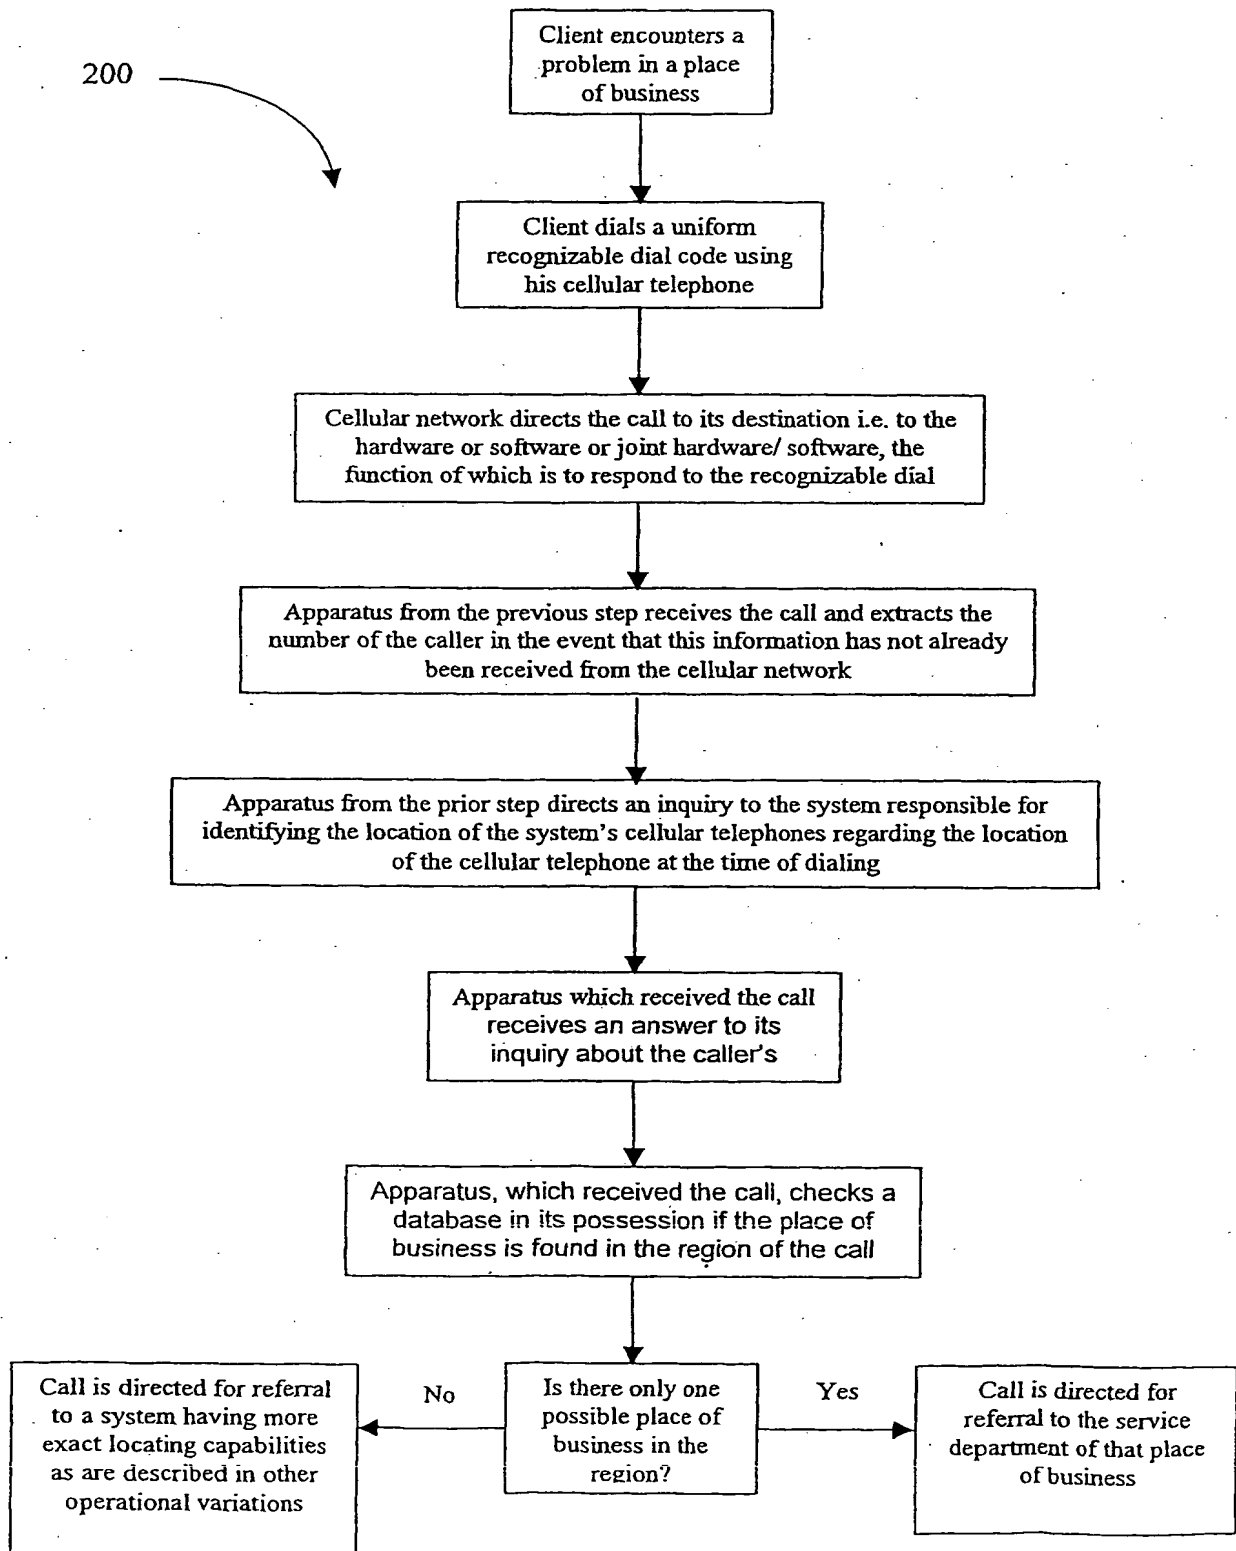 Client encounters a
problem in a place
of business
200
Client dials a uniform
recognizable dial code using
his cellular telephone
Cellular network directs the call to its destination i.e. to the
hardware or software or joint hardware/ software, the
function of which is to respond to the recognizable dial
Apparatus from the previous step receives the call and extracts the
number of the caller in the event that this information has not already
been received from the cellular network
Apparatus from the prior step directs an inquiry to the system responsible for
identifying the location of the system's cellular telephones regarding the location
of the cellular telephone at the time of dialing
Apparatus which received the call
receives an answer to its
inquiry about the caller's
Apparatus, which received the call, checks a
database in its possession if the place of
business is found in the region of the call
Call is directed for referral
to a system having more
exact locating capabilities
as are described in other
operational variations
No
Is there only one
possible place of
business in the
region?
Yes
Call is directed for
referral to the service
department of that place
of business